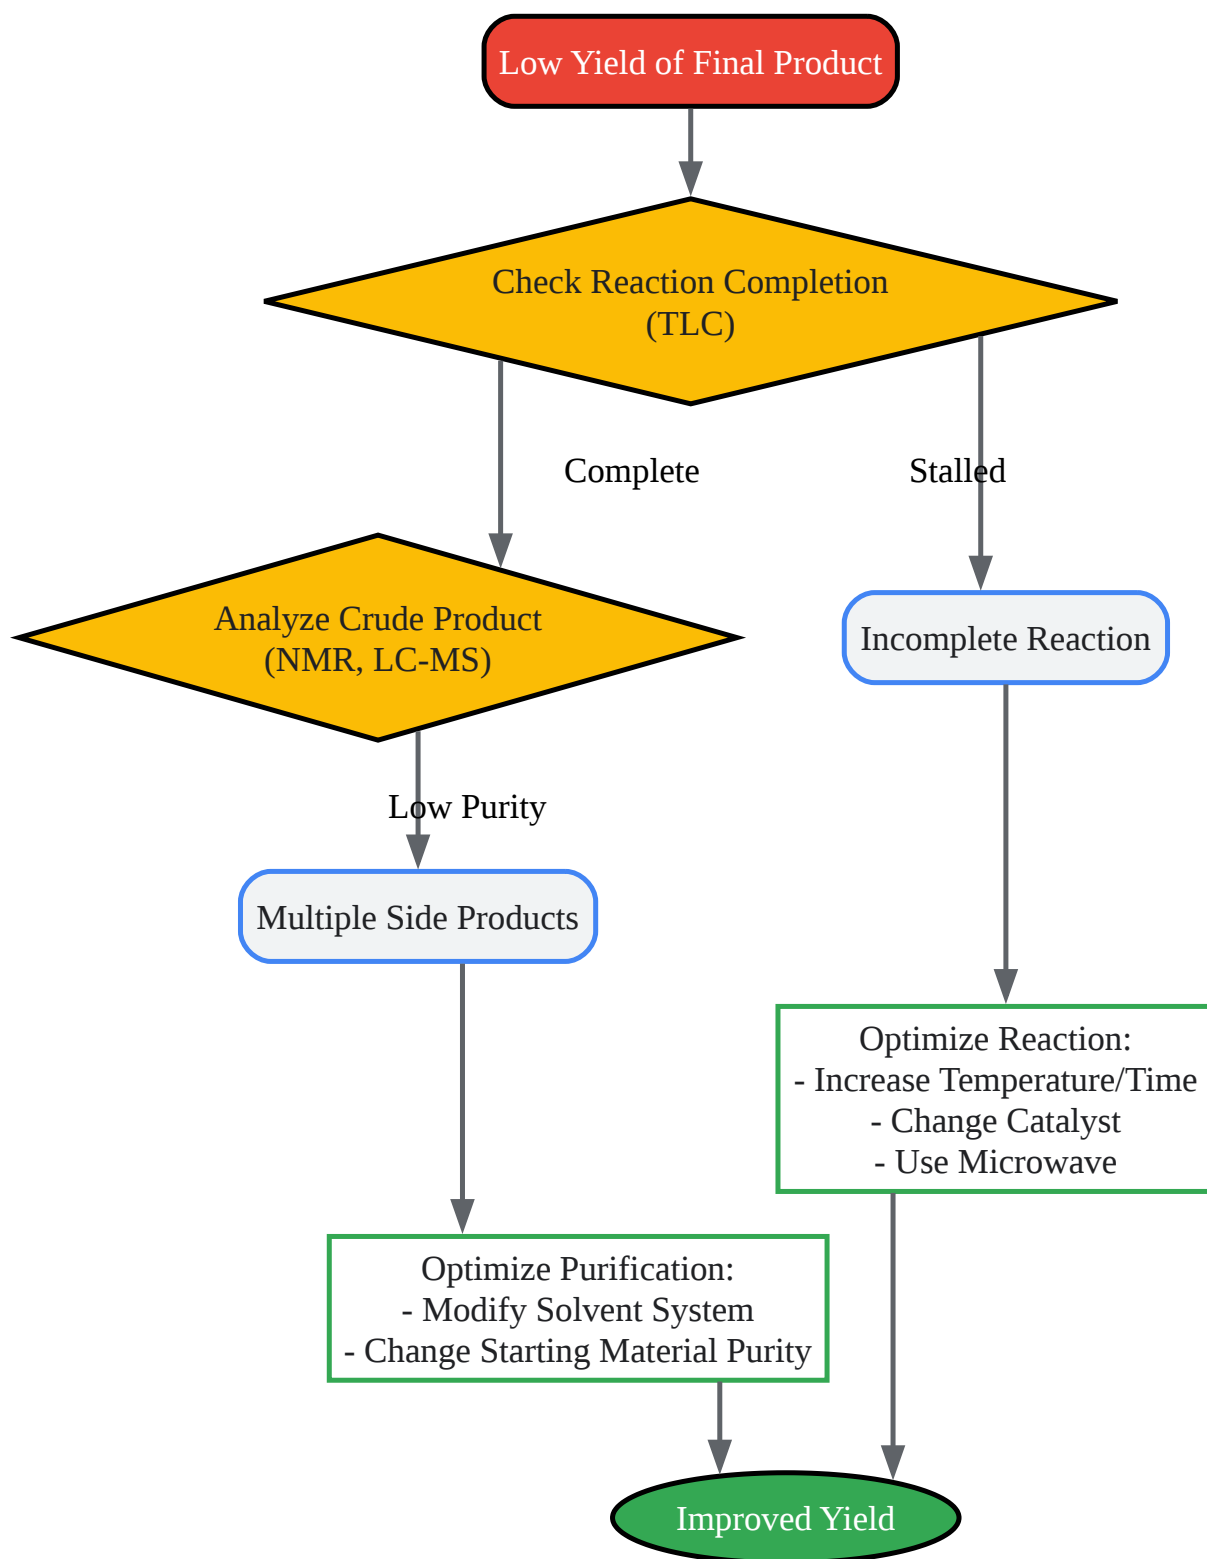 Low Yield of Final Product
Check Reaction Completion
(TLC)
Complete
Stalled
Analyze Crude Product
(NMR, LC-MS)
Incomplete Reaction
Low Purity
Multiple Side Products
Optimize Reaction:
- Increase Temperature/Time
- Change Catalyst
- Use Microwave
Optimize Purification:
- Modify Solvent System
- Change Starting Material Purity
Improved Yield